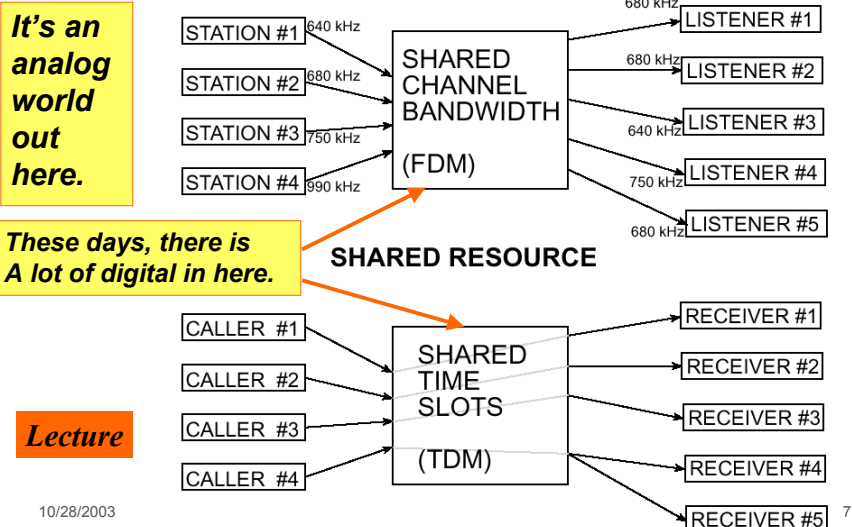 It's an
analog
world
out
here.
STATION #1
640 kHz
STATION #2
680 kHz
STATION #3
750 kHz
STATION #4
990 kHz
SHARED
CHANNEL
BANDWIDTH
(FDM)
680 kHz
LISTENER #1
680 kHz
LISTENER #2
640 kHz
LISTENER #3
750 kHz
LISTENER #4
680 kHz
LISTENER #5
These days, there is
A lot of digital in here.
SHARED RESOURCE
CALLER #1
CALLER #2
CALLER #3
CALLER #4
SHARED
TIME
SLOTS
(TDM)
RECEIVER #1
RECEIVER #2
RECEIVER #3
RECEIVER #4
RECEIVER #5
Lecture
10/28/2003
7